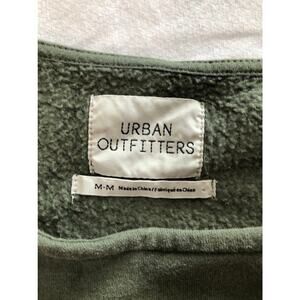 URBAN
OUTFITTERS
M-M Made in China / Fabriqué en Chine